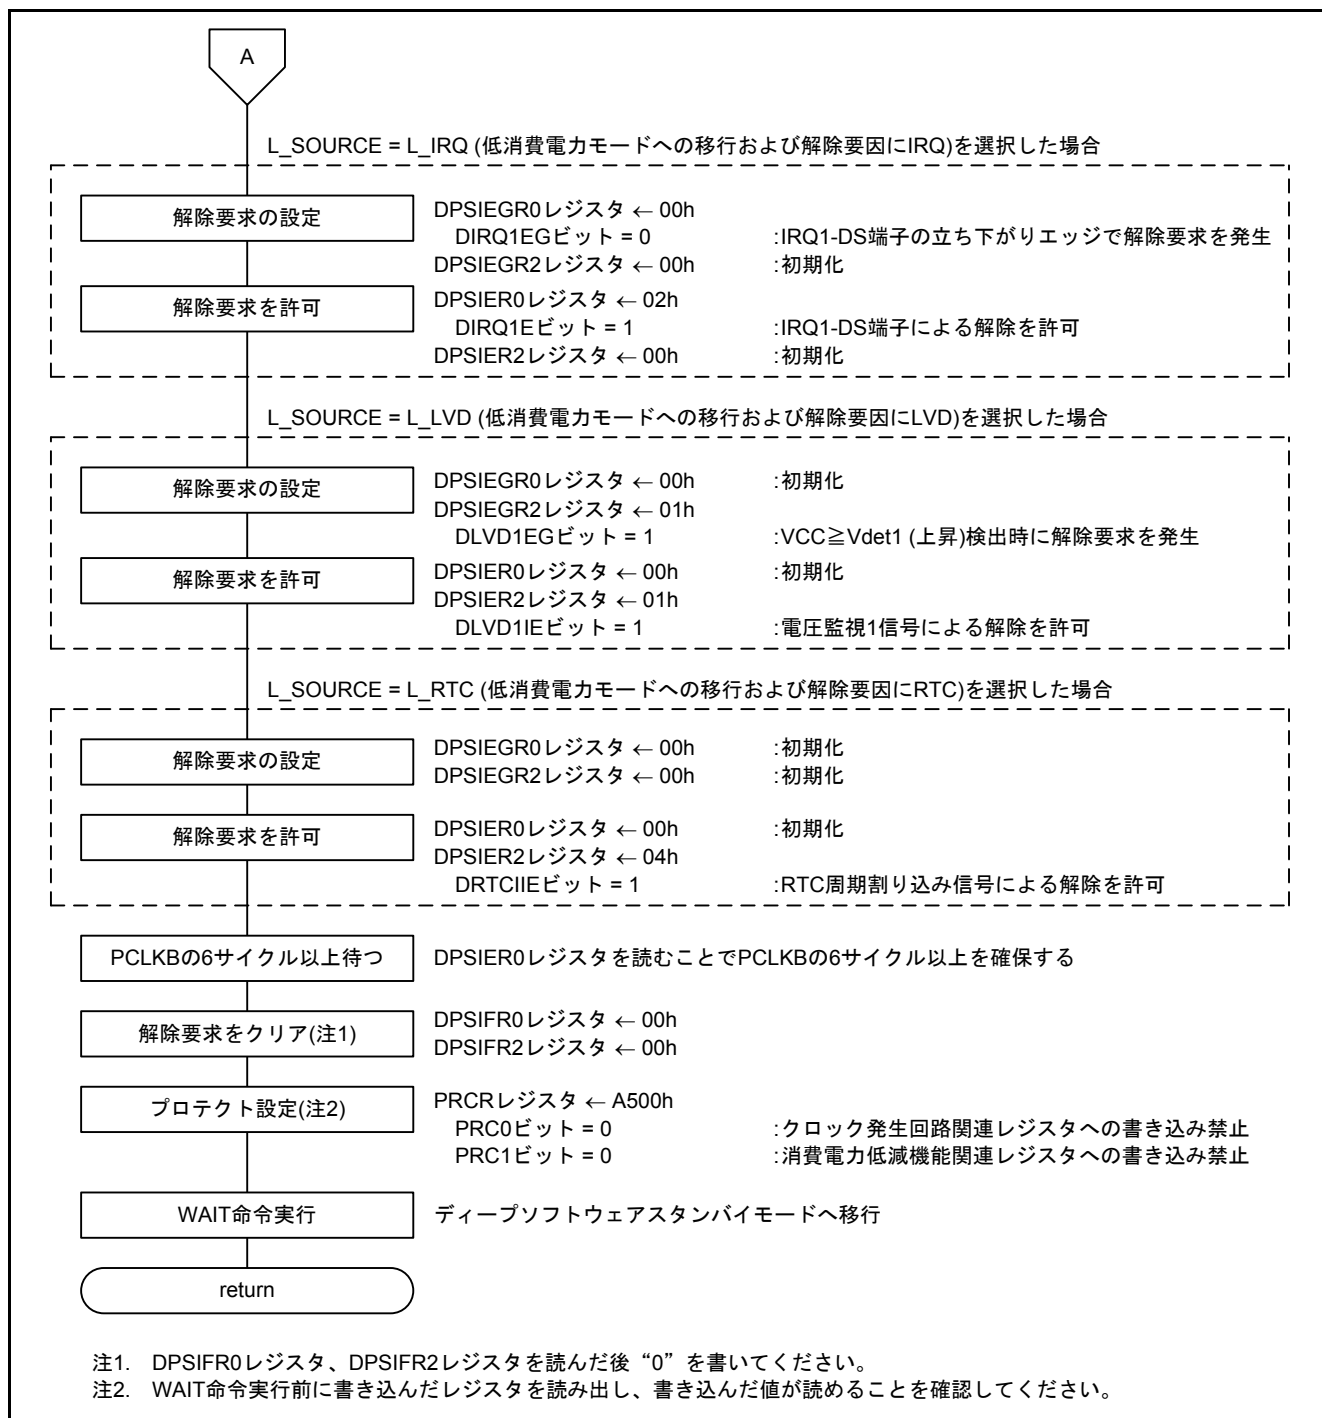 A
L_SOURCE = L_IRQ (低消費電力モードへの移行および解除要因にIRQ)を選択した場合
解除要求の設定 DPSIEGR0レジスタ ← 00h
DIRQ1EGビット = 0 :IRQ1-DS端子の立ち下がりエッジで解除要求を発生
DPSIEGR2レジスタ ← 00h :初期化
解除要求を許可 DPSIER0レジスタ ← 02h
DIRQ1Eビット = 1 :IRQ1-DS端子による解除を許可
DPSIER2レジスタ ← 00h :初期化
L_SOURCE = L_LVD (低消費電力モードへの移行および解除要因にLVD)を選択した場合
解除要求の設定 DPSIEGR0レジスタ ← 00h :初期化
DPSIEGR2レジスタ ← 01h
DLVD1EGビット = 1 :VCC≧Vdet1 (上昇)検出時に解除要求を発生
解除要求を許可 DPSIER0レジスタ ← 00h :初期化
DPSIER2レジスタ ← 01h
DLVD1IEビット = 1 :電圧監視1信号による解除を許可
L_SOURCE = L_RTC (低消費電力モードへの移行および解除要因にRTC)を選択した場合
解除要求の設定 DPSIEGR0レジスタ ← 00h :初期化
DPSIEGR2レジスタ ← 00h :初期化
解除要求を許可 DPSIER0レジスタ ← 00h :初期化
DPSIER2レジスタ ← 04h
DRTCIIEビット = 1 :RTC周期割り込み信号による解除を許可
PCLKBの6サイクル以上待つ DPSIER0レジスタを読むことでPCLKBの6サイクル以上を確保する
解除要求をクリア(注1) DPSIFR0レジスタ ← 00h
DPSIFR2レジスタ ← 00h
プロテクト設定(注2) PRCRレジスタ ← A500h
PRC0ビット = 0 :クロック発生回路関連レジスタへの書き込み禁止
PRC1ビット = 0 :消費電力低減機能関連レジスタへの書き込み禁止
WAIT命令実行 ディープソフトウェアスタンバイモードへ移行
return
注1. DPSIFR0レジスタ、DPSIFR2レジスタを読んだ後“0”を書いてください。
注2. WAIT命令実行前に書き込んだレジスタを読み出し、書き込んだ値が読めることを確認してください。